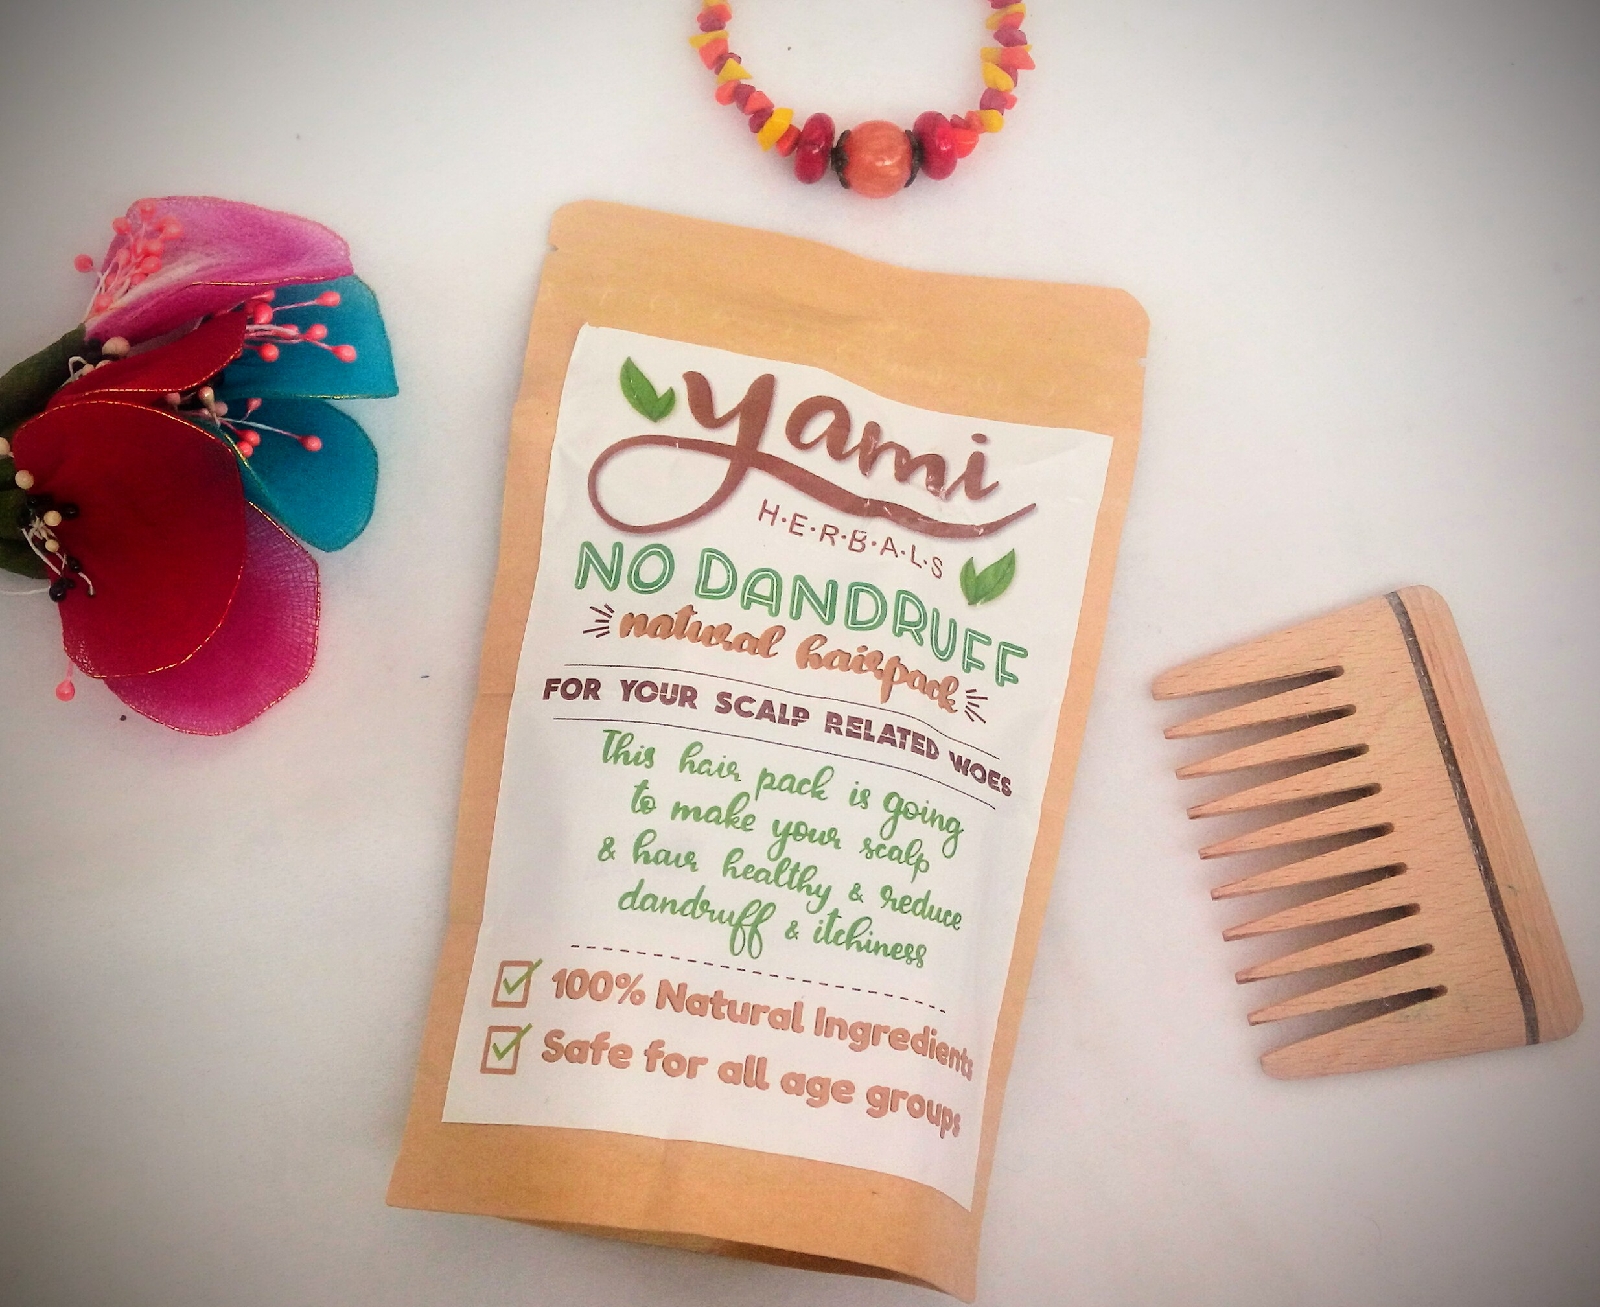 yami
H·E·R·B·A·L·S
NO DANDRUFF
natural hairpack
FOR YOUR SCALP RELATED WOES
This hair pack is going
to make your scalp
& hair healthy & reduce
dandruff & itchiness
100% Natural Ingredients
Safe for all age groups